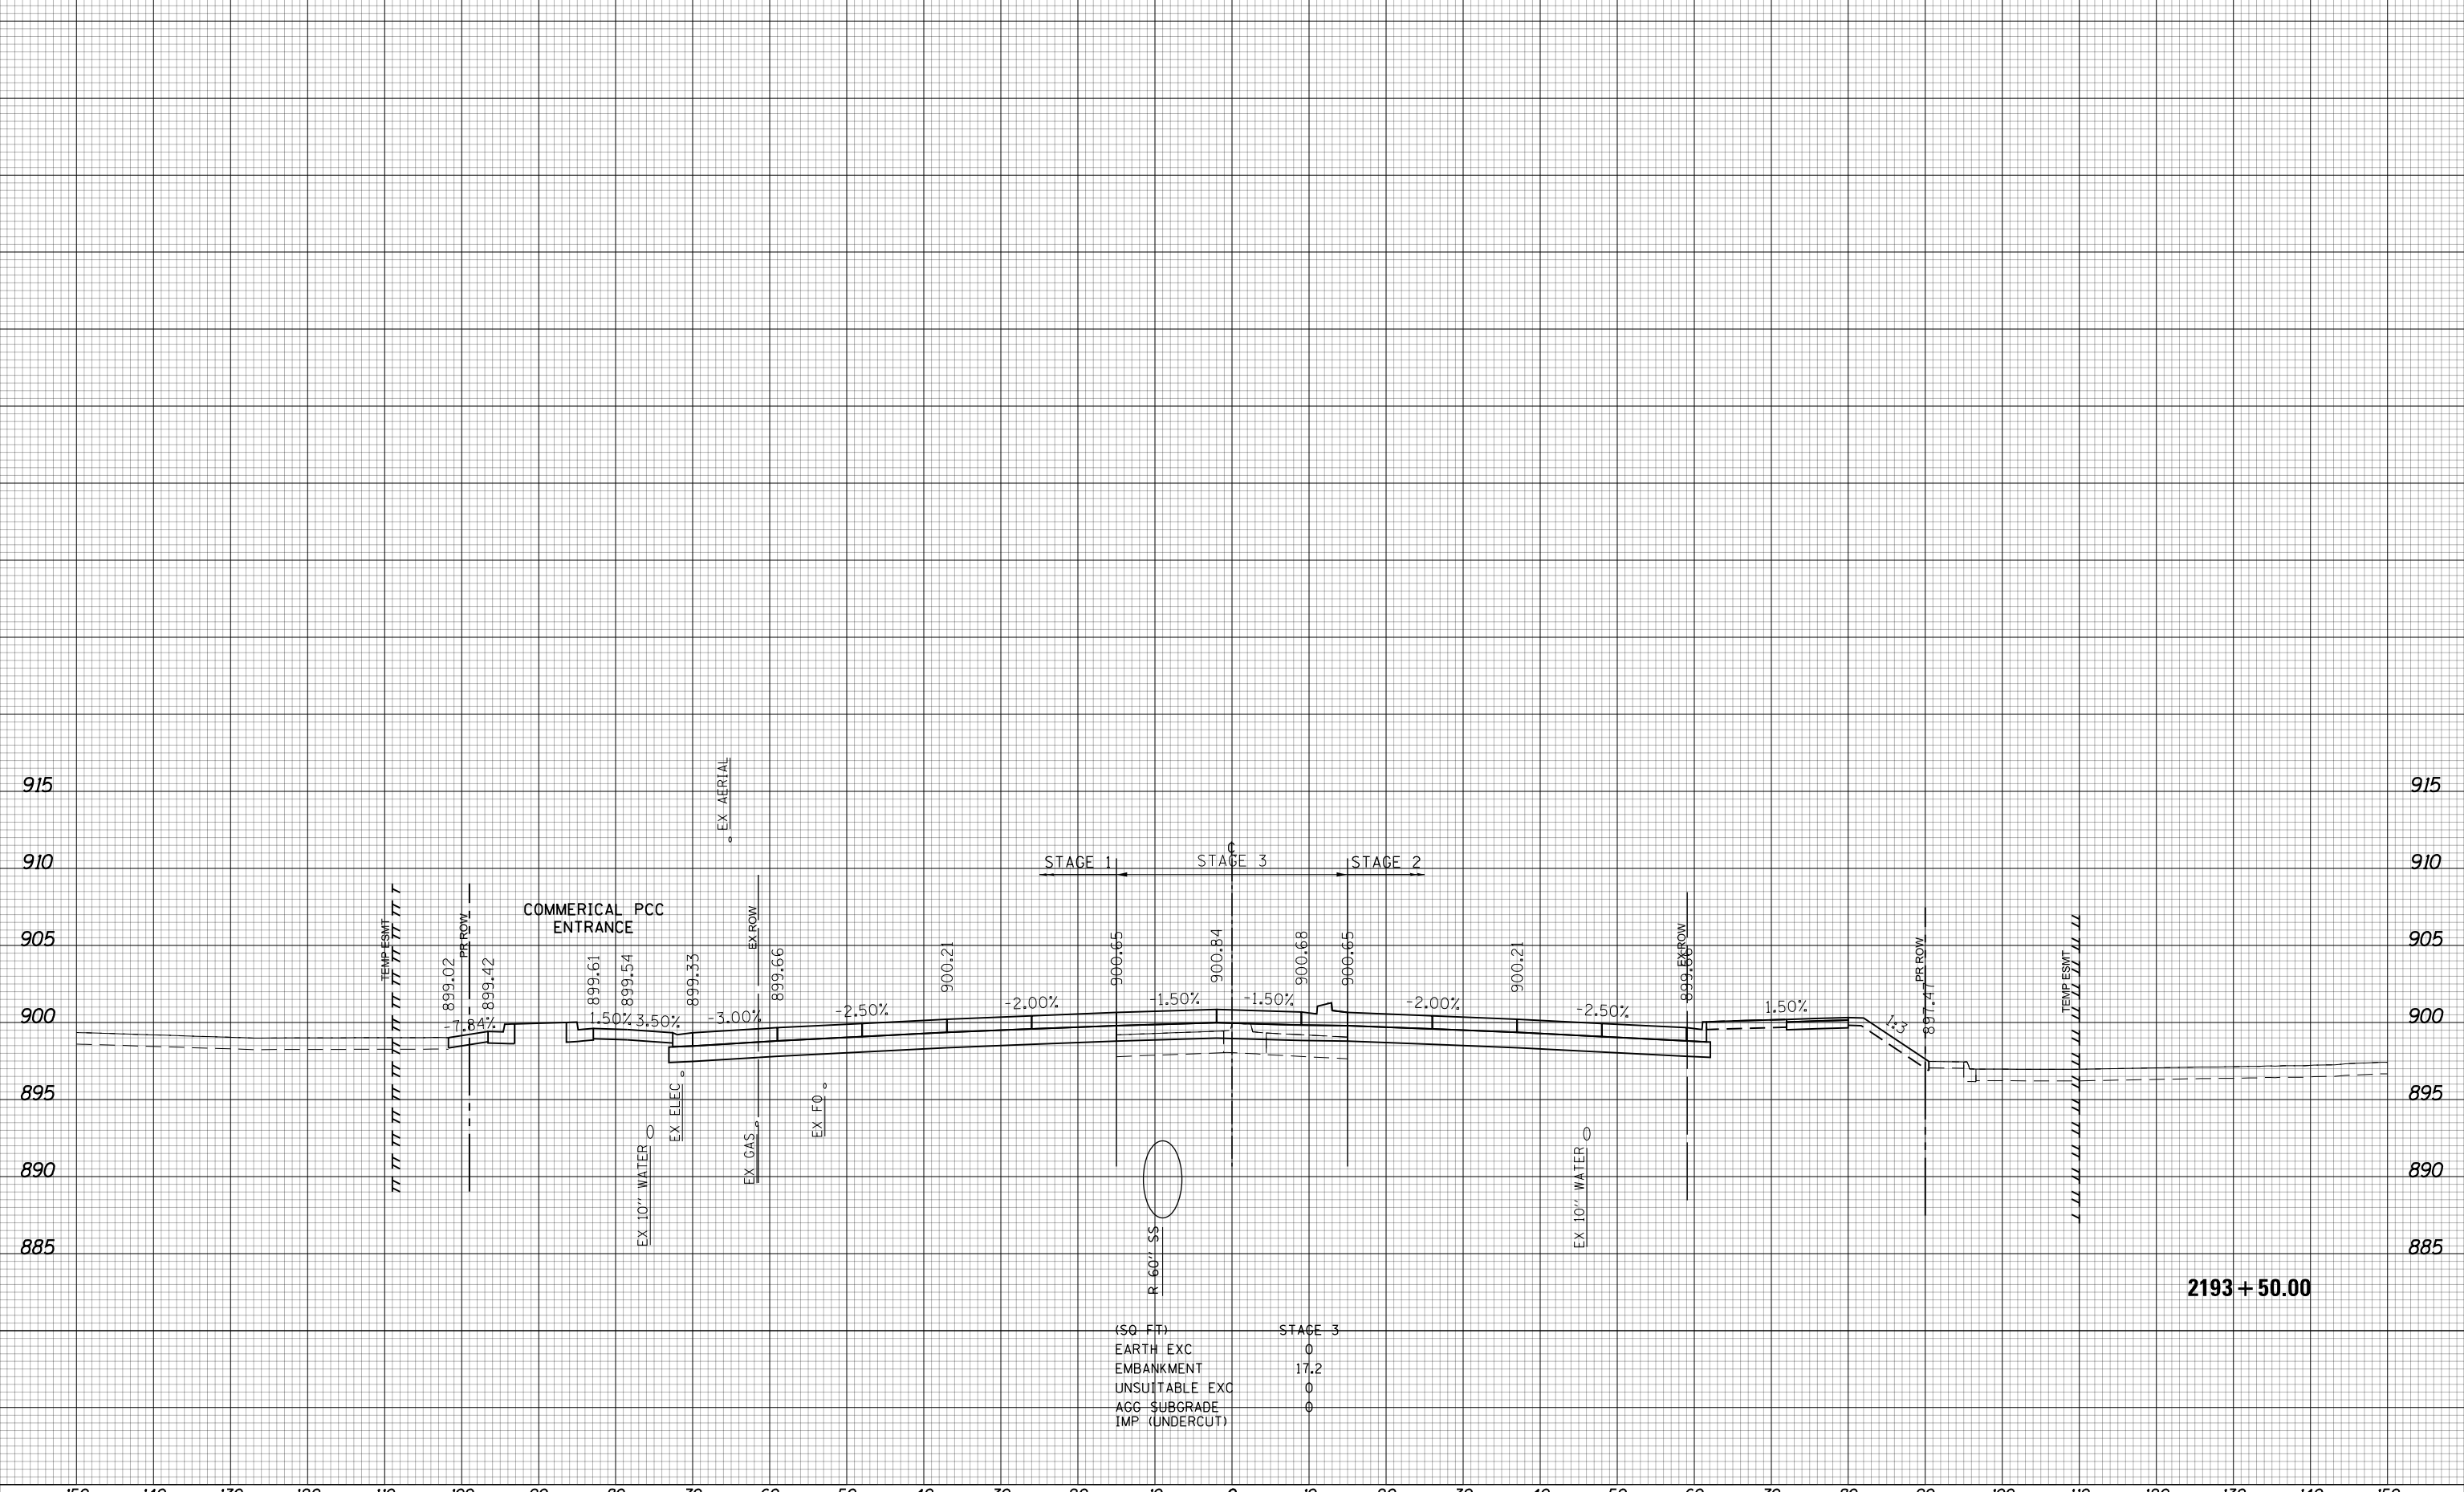 915
915
EX AERIAL
910
910
℄
STAGE 1
STAGE 3
STAGE 2
COMMERICAL PCC
ENTRANCE
905
905
TEMP ESMT
PR ROW
EX ROW
EX ROW
PR ROW
TEMP ESMT
899.02
899.42
899.61
899.54
899.33
899.66
900.21
900.65
900.84
900.68
900.65
900.21
899.66
897.47
900
900
-7.84%
1.50%
3.50%
-3.00%
-2.50%
-2.00%
-1.50%
-1.50%
-2.00%
-2.50%
1.50%
1:3
895
895
EX 10" WATER
EX ELEC
EX GAS
EX FO
EX 10" WATER
890
890
885
885
R 60" SS
2193+50.00
(SQ FT) STAGE 3
EARTH EXC 0
EMBANKMENT 17.2
UNSUITABLE EXC 0
AGG SUBGRADE 0
IMP (UNDERCUT)